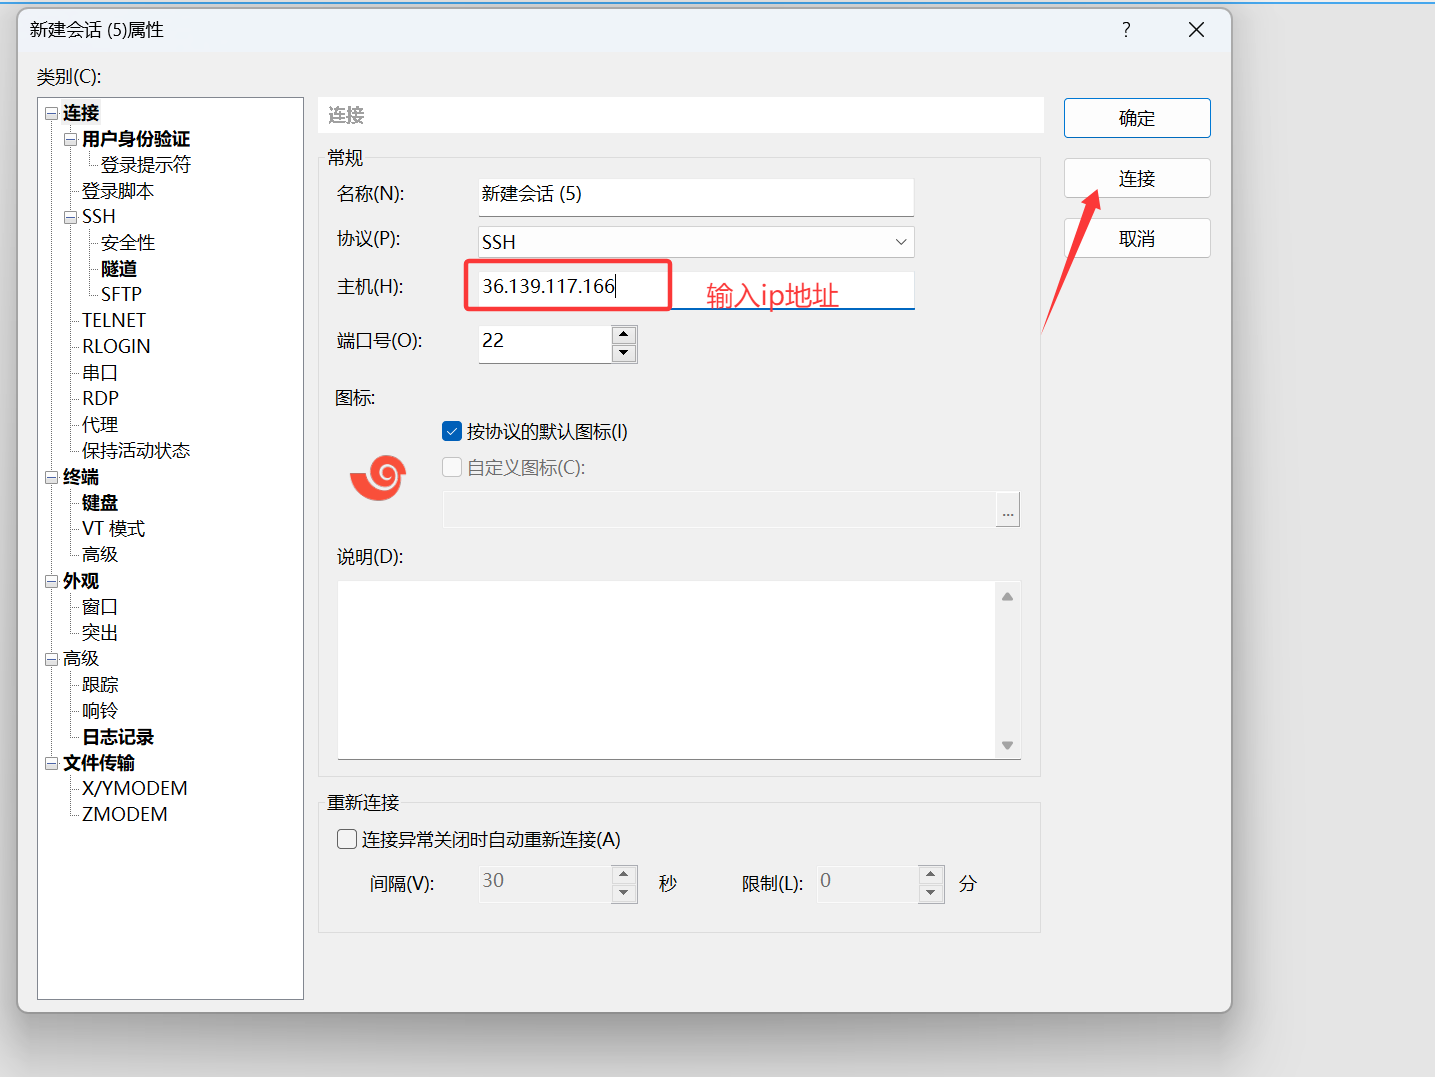 新建会话 (5)属性
?
类别(C):
连接
用户身份验证
登录提示符
登录脚本
SSH
安全性
隧道
SFTP
TELNET
RLOGIN
串口
RDP
代理
保持活动状态
终端
键盘
VT 模式
高级
外观
窗口
突出
高级
跟踪
响铃
日志记录
文件传输
X/YMODEM
ZMODEM
连接
常规
名称(N):
新建会话 (5)
协议(P):
SSH
主机(H):
36.139.117.166
输入ip地址
端口号(O):
22
图标:
按协议的默认图标(I)
自定义图标(C):
...
说明(D):
重新连接
连接异常关闭时自动重新连接(A)
间隔(V):
30
秒
限制(L):
0
分
确定
连接
取消